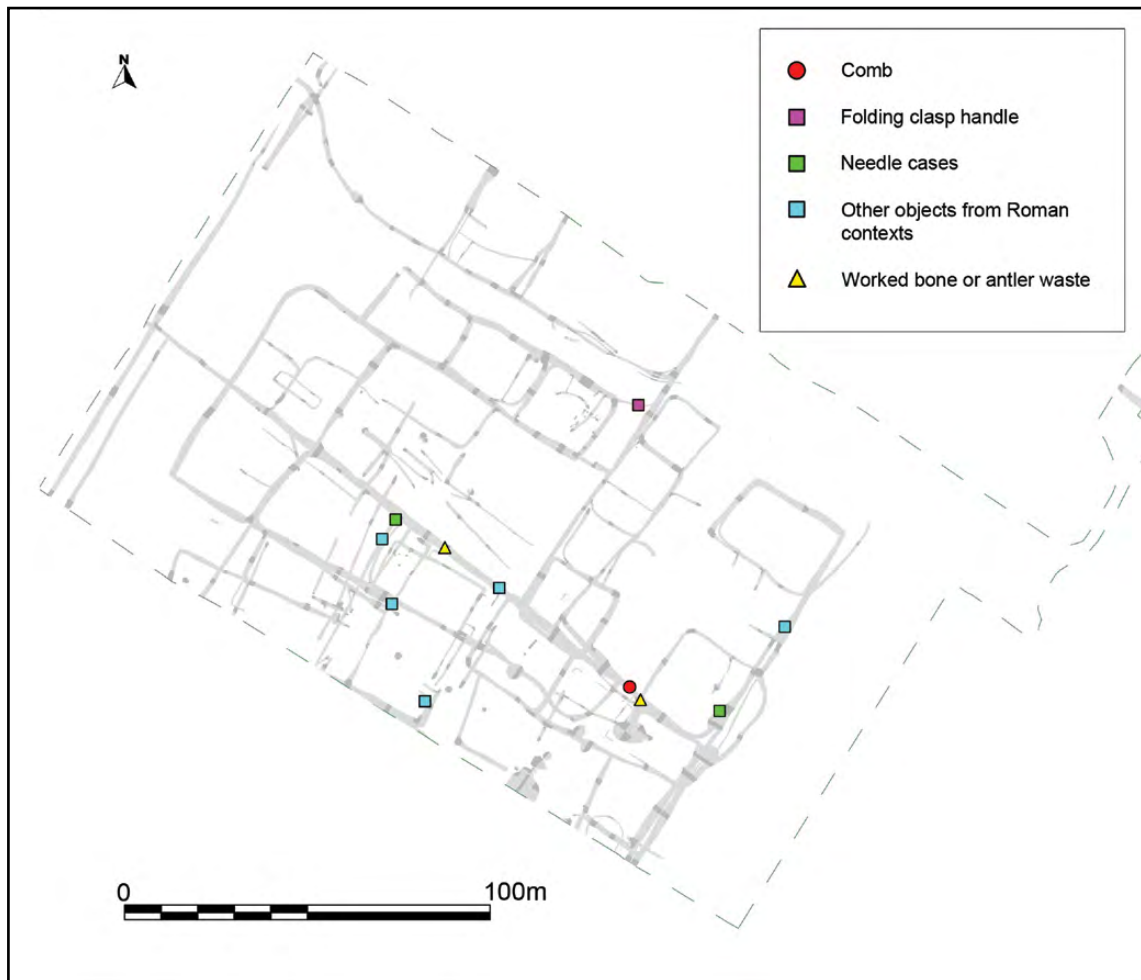 N
Comb
Folding clasp handle
Needle cases
Other objects from Roman
contexts
Worked bone or antler waste
0
100m